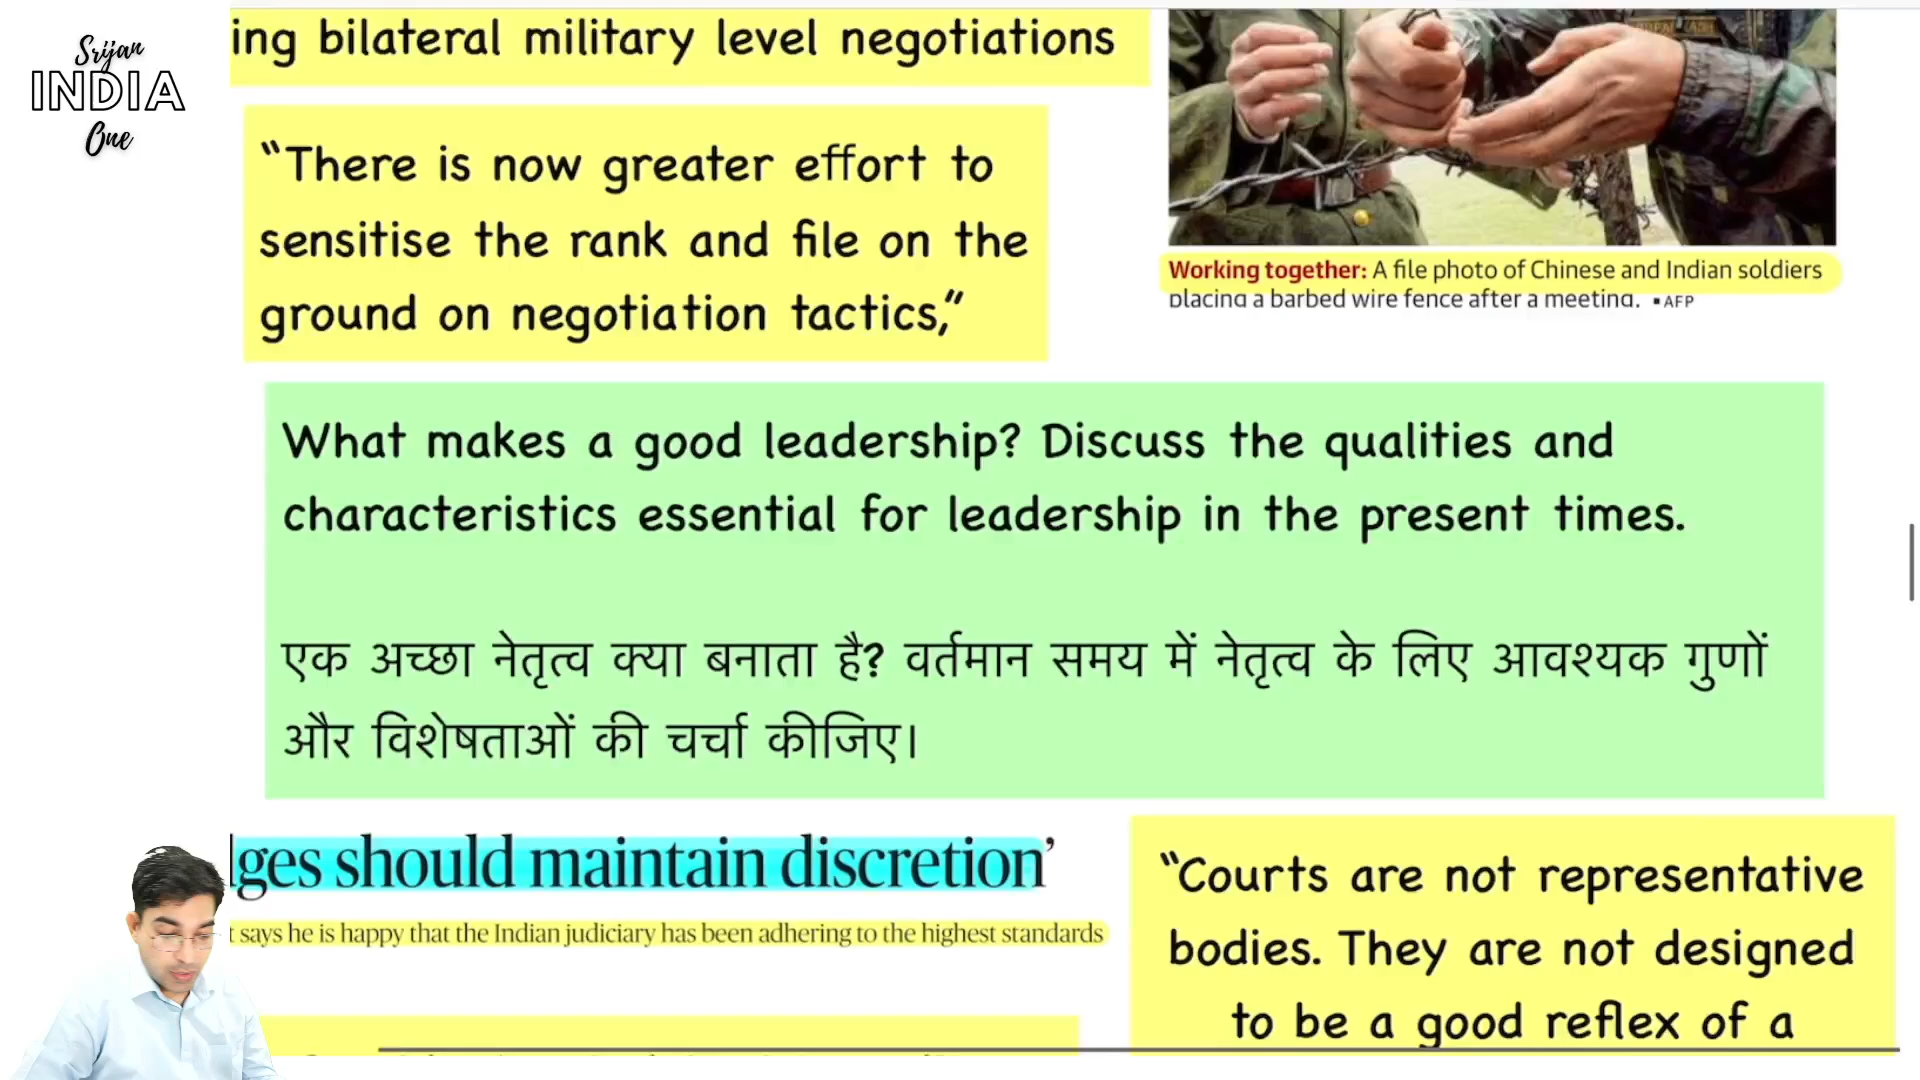 Srijan
INDIA
One
ing bilateral military level negotiations
“There is now greater effort to
sensitise the rank and file on the
ground on negotiation tactics,”
Working together: A file photo of Chinese and Indian soldiers
placing a barbed wire fence after a meeting. ▪AFP
What makes a good leadership? Discuss the qualities and
characteristics essential for leadership in the present times.
एक अच्छा नेतृत्व क्या बनाता है? वर्तमान समय में नेतृत्व के लिए आवश्यक गुणों
और विशेषताओं की चर्चा कीजिए।
dges should maintain discretion’
t says he is happy that the Indian judiciary has been adhering to the highest standards
“Courts are not representative
bodies. They are not designed
to be a good reflex of a